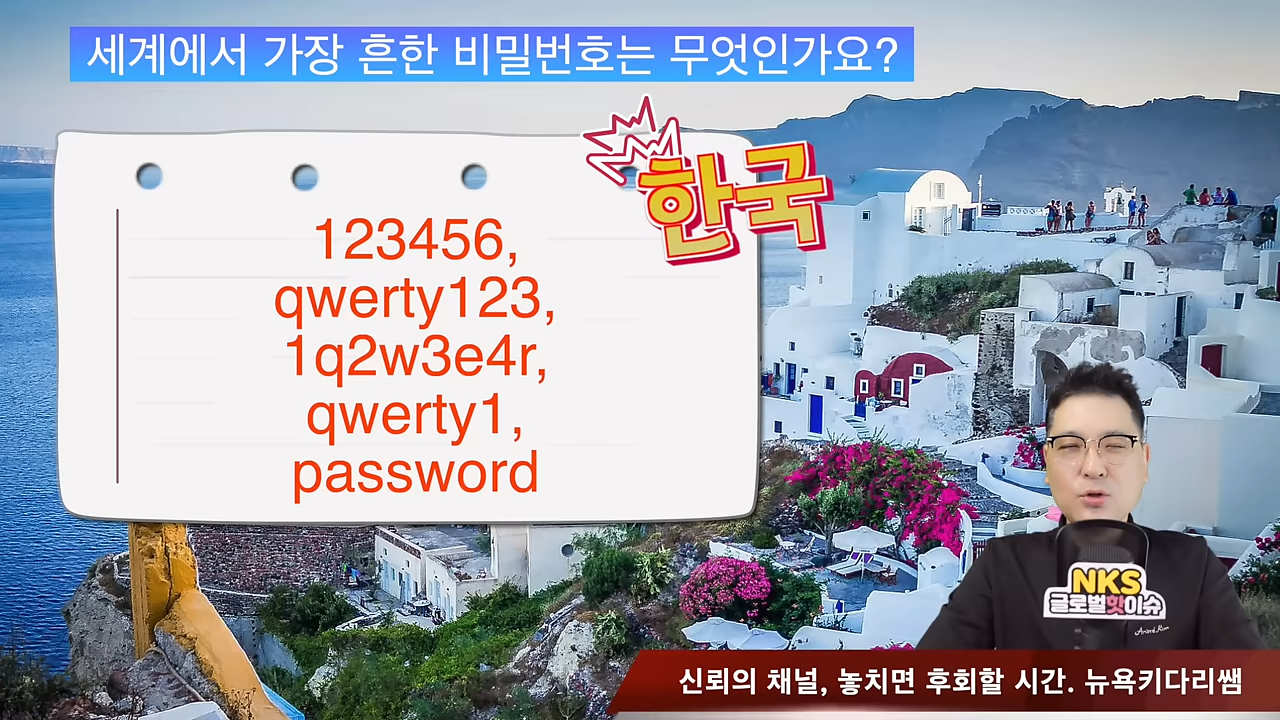 세계에서 가장 흔한 비밀번호는 무엇인가요?
한국
123456,
qwerty123,
1q2w3e4r,
qwerty1,
password
NKS
글로벌핫이슈
신뢰의 채널, 놓치면 후회할 시간. 뉴욕키다리쌤